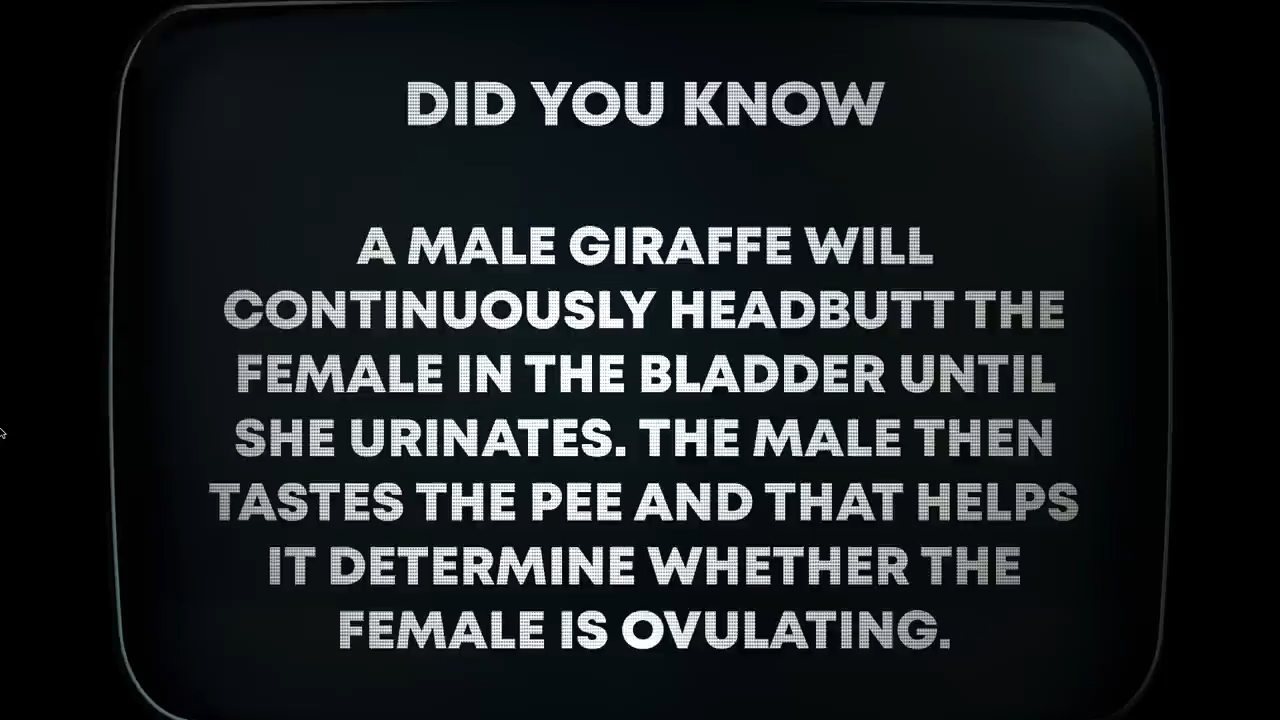 DID YOU KNOW
A MALE GIRAFFE WILL
CONTINUOUSLY HEADBUTT THE
FEMALE IN THE BLADDER UNTIL
SHE URINATES. THE MALE THEN
TASTES THE PEE AND THAT HELPS
IT DETERMINE WHETHER THE
FEMALE IS OVULATING.